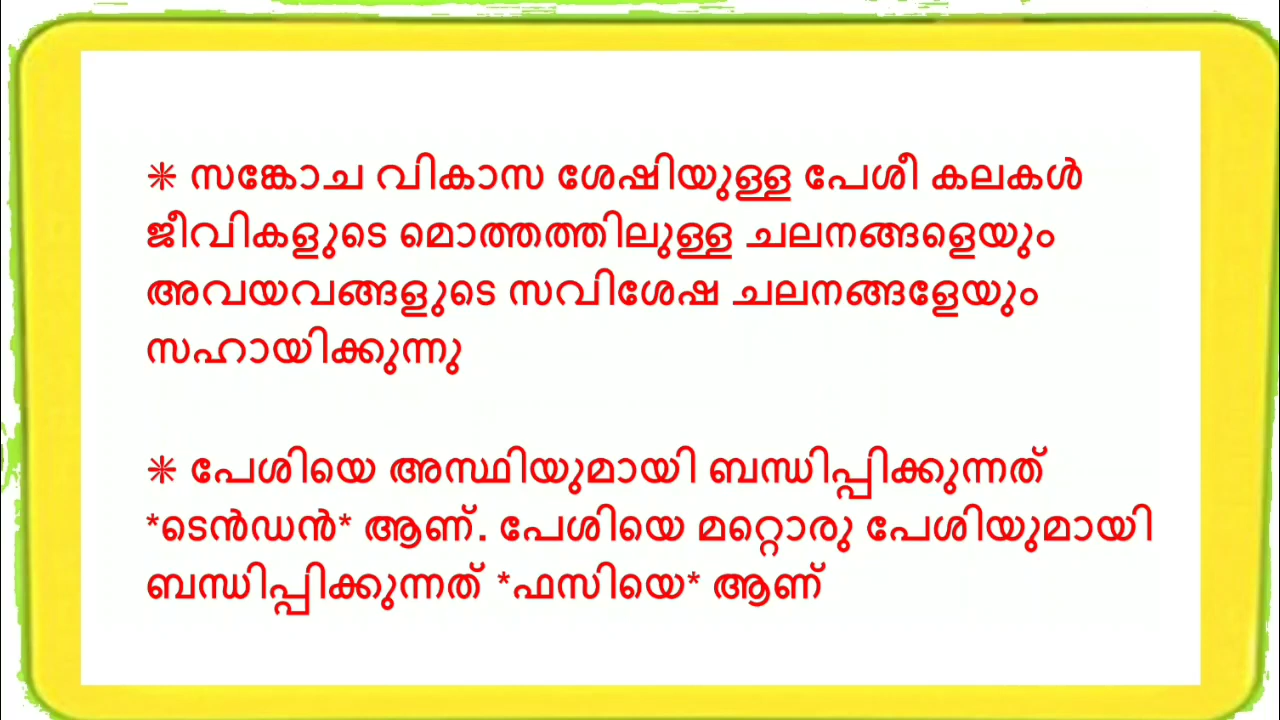 ✳ സങ്കോച വികാസ ശേഷിയുള്ള പേശീ കലകൾ
ജീവികളുടെ മൊത്തത്തിലുള്ള ചലനങ്ങളെയും
അവയവങ്ങളുടെ സവിശേഷ ചലനങ്ങളേയും
സഹായിക്കുന്നു
✳ പേശിയെ അസ്ഥിയുമായി ബന്ധിപ്പിക്കുന്നത്
*ടെൻഡൻ* ആണ്. പേശിയെ മറ്റൊരു പേശിയുമായി
ബന്ധിപ്പിക്കുന്നത് *ഫസിയെ* ആണ്